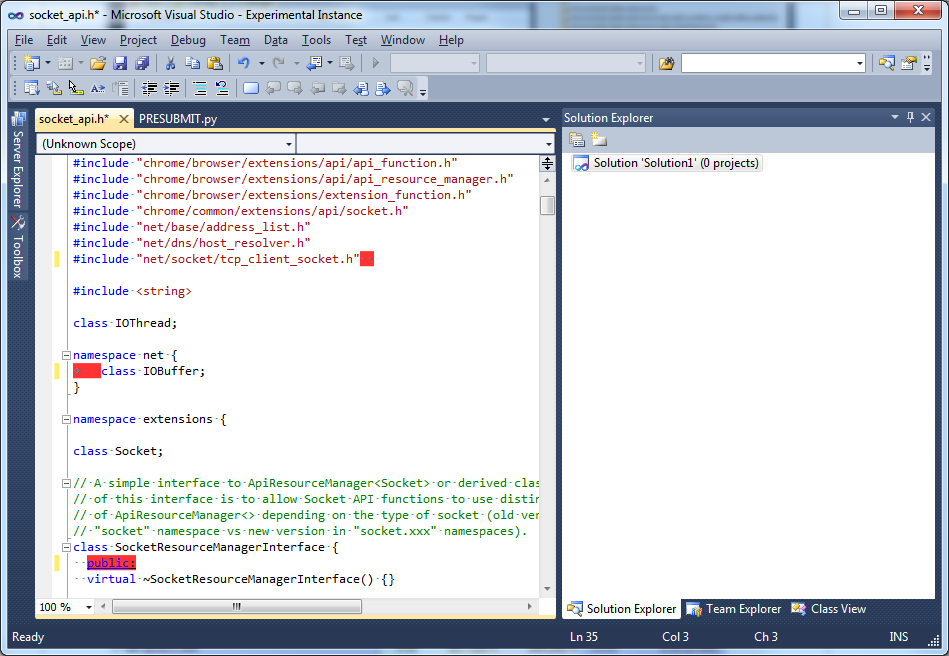 socket_api.h* - Microsoft Visual Studio - Experimental Instance
File Edit View Project Debug Team Data Tools Test Window Help
Server Explorer
Toolbox
socket_api.h* PRESUBMIT.py
(Unknown Scope)
#include "chrome/browser/extensions/api/api_function.h"
#include "chrome/browser/extensions/api/api_resource_manager.h"
#include "chrome/browser/extensions/extension_function.h"
#include "chrome/common/extensions/api/socket.h"
#include "net/base/address_list.h"
#include "net/dns/host_resolver.h"
#include "net/socket/tcp_client_socket.h"
#include <string>
class IOThread;
namespace net {
class IOBuffer;
}
namespace extensions {
class Socket;
// A simple interface to ApiResourceManager<Socket> or derived clas
// of this interface is to allow Socket API functions to use distin
// of ApiResourceManager<> depending on the type of socket (old ver
// "socket" namespace vs new version in "socket.xxx" namespaces).
class SocketResourceManagerInterface {
public:
virtual ~SocketResourceManagerInterface() {}
100 %
Solution Explorer
Solution 'Solution1' (0 projects)
Solution Explorer Team Explorer Class View
Ready Ln 35 Col 3 Ch 3 INS